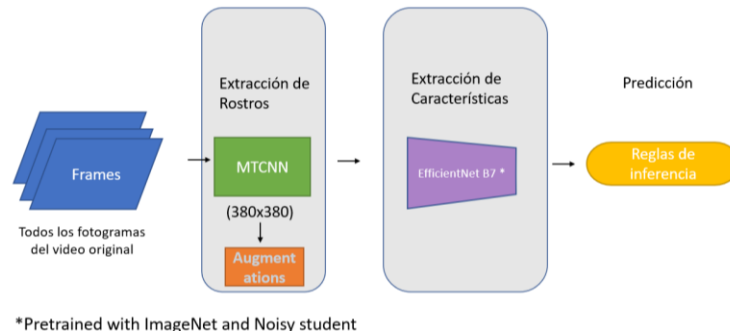 Frames
Todos los fotogramas
del video original
Extracción de
Rostros
MTCNN
(380x380)
Augment
ations
Extracción de
Características
EfficientNet B7 *
Predicción
Reglas de
inferencia
*Pretrained with ImageNet and Noisy student